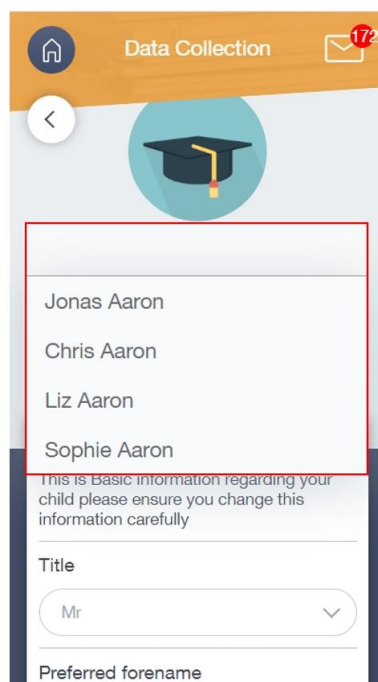 Data Collection
172
Jonas Aaron
Chris Aaron
Liz Aaron
Sophie Aaron
This is Basic information regarding your
child please ensure you change this
information carefully
Title
Mr
Preferred forename